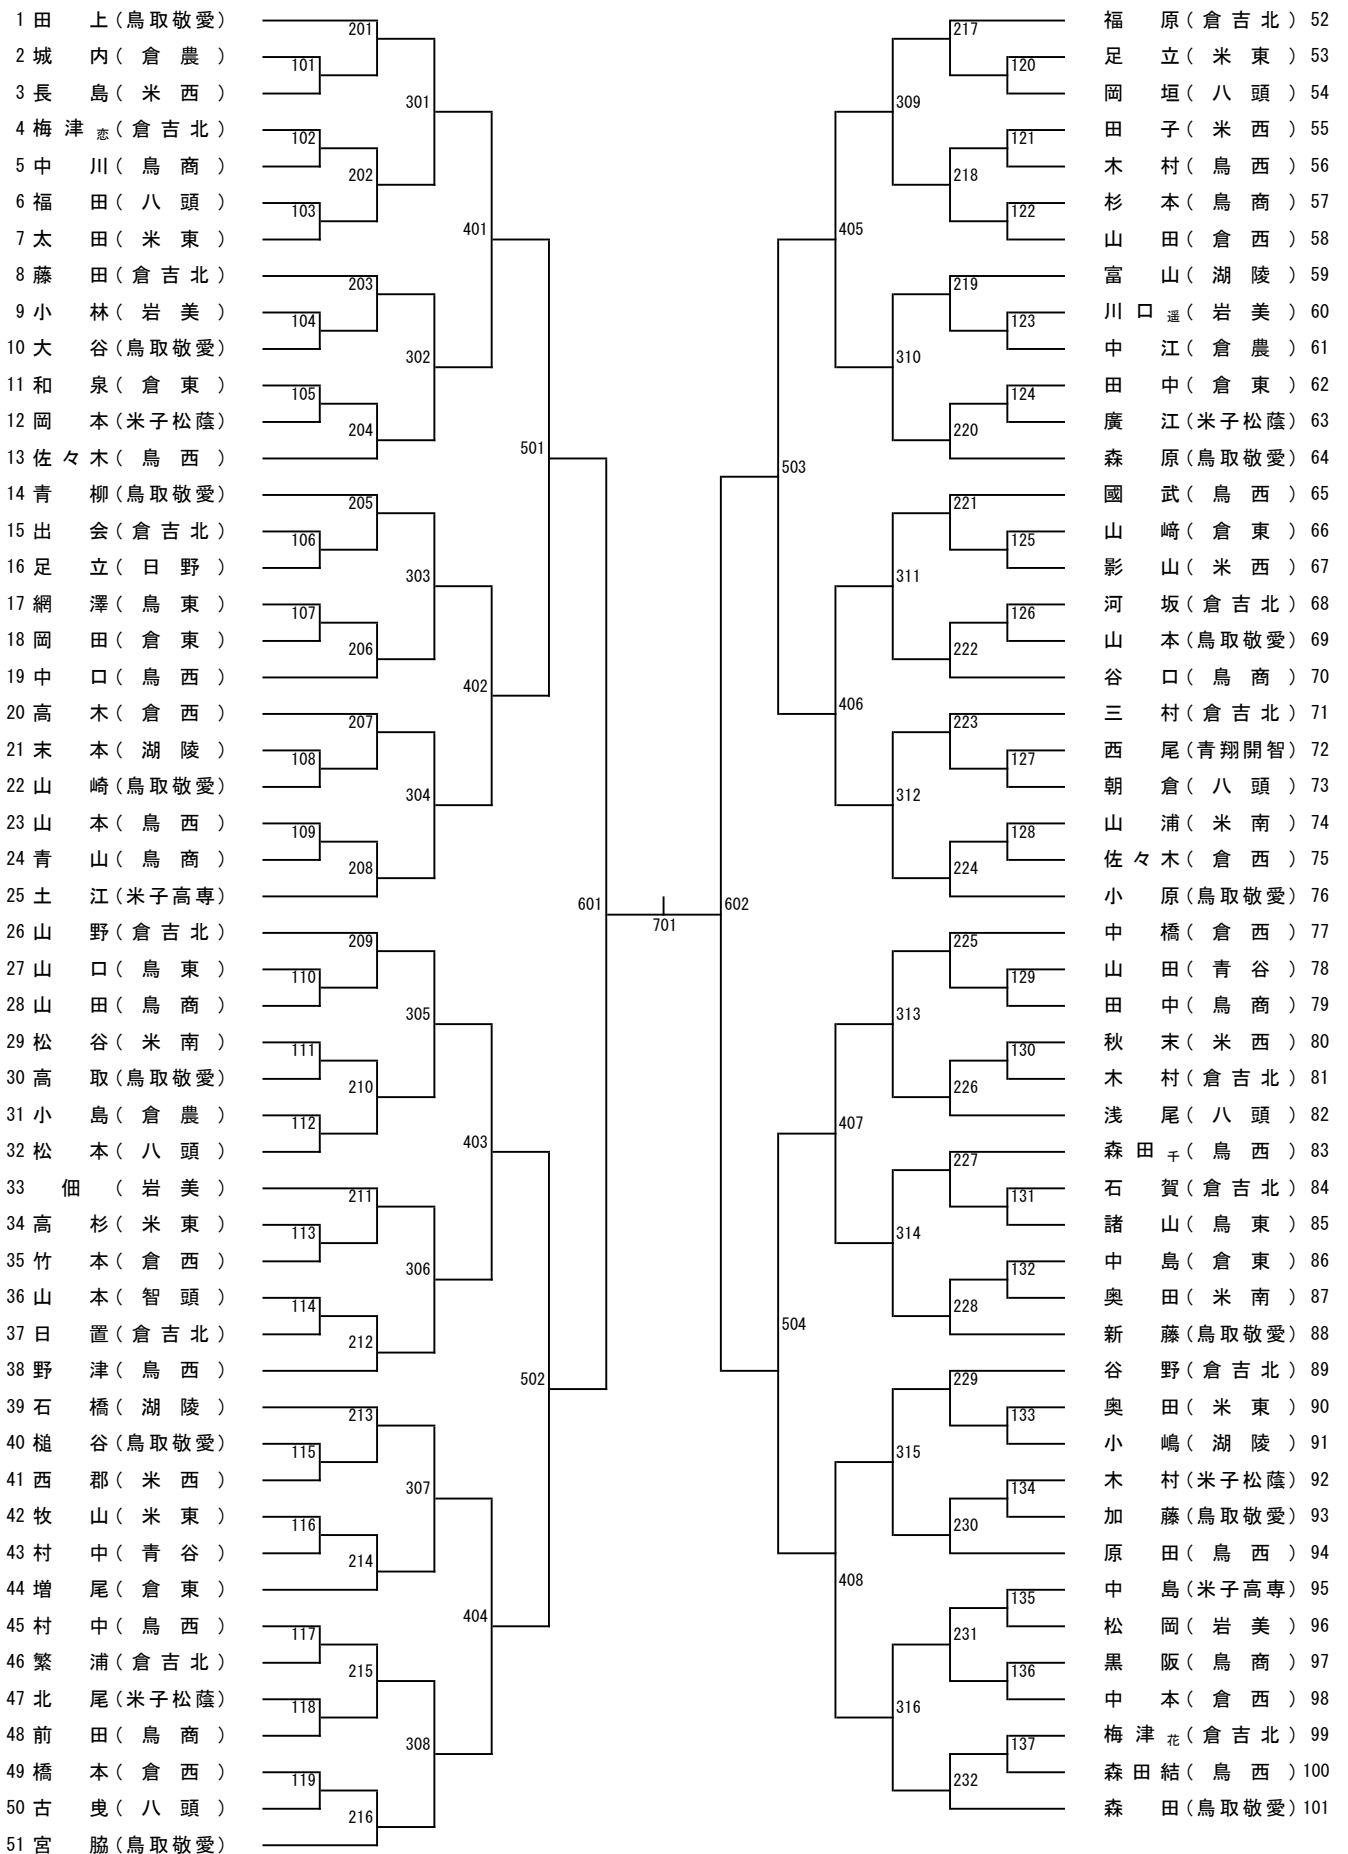 1 田 上 (鳥取敬愛)
2 城 内 ( 倉 農 )
3 長 島 ( 米 西 )
4 梅 津 恋 ( 倉 吉 北 )
5 中 川 ( 鳥 商 )
6 福 田 ( 八 頭 )
7 太 田 ( 米 東 )
8 藤 田 ( 倉 吉 北 )
9 小 林 ( 岩 美 )
10 大 谷 (鳥取敬愛)
11 和 泉 ( 倉 東 )
12 岡 本 (米子松蔭)
13 佐 々 木 ( 鳥 西 )
14 青 柳 (鳥取敬愛)
15 出 会 ( 倉 吉 北 )
16 足 立 ( 日 野 )
17 網 澤 ( 鳥 東 )
18 岡 田 ( 倉 東 )
19 中 口 ( 鳥 西 )
20 高 木 ( 倉 西 )
21 末 本 ( 湖 陵 )
22 山 崎 (鳥取敬愛)
23 山 本 ( 鳥 西 )
24 青 山 ( 鳥 商 )
25 土 江 (米子高専)
26 山 野 ( 倉 吉 北 )
27 山 口 ( 鳥 東 )
28 山 田 ( 鳥 商 )
29 松 谷 ( 米 南 )
30 高 取 (鳥取敬愛)
31 小 島 ( 倉 農 )
32 松 本 ( 八 頭 )
33 佃 ( 岩 美 )
34 高 杉 ( 米 東 )
35 竹 本 ( 倉 西 )
36 山 本 ( 智 頭 )
37 日 置 ( 倉 吉 北 )
38 野 津 ( 鳥 西 )
39 石 橋 ( 湖 陵 )
40 槌 谷 (鳥取敬愛)
41 西 郡 ( 米 西 )
42 牧 山 ( 米 東 )
43 村 中 ( 青 谷 )
44 増 尾 ( 倉 東 )
45 村 中 ( 鳥 西 )
46 繁 浦 ( 倉 吉 北 )
47 北 尾 (米子松蔭)
48 前 田 ( 鳥 商 )
49 橋 本 ( 倉 西 )
50 古 曵 ( 八 頭 )
51 宮 脇 (鳥取敬愛)
101
102
103
104
105
106
107
108
109
110
111
112
113
114
115
116
117
118
119
201
202
203
204
205
206
207
208
209
210
211
212
213
214
215
216
301
302
303
304
305
306
307
308
401
402
403
404
501
502
601
701
602
503
504
405
406
407
408
309
310
311
312
313
314
315
316
217
218
219
220
221
222
223
224
225
226
227
228
229
230
231
232
120
121
122
123
124
125
126
127
128
129
130
131
132
133
134
135
136
137
福 原 ( 倉 吉 北 ) 52
足 立 ( 米 東 ) 53
岡 垣 ( 八 頭 ) 54
田 子 ( 米 西 ) 55
木 村 ( 鳥 西 ) 56
杉 本 ( 鳥 商 ) 57
山 田 ( 倉 西 ) 58
富 山 ( 湖 陵 ) 59
川 口 遥 ( 岩 美 ) 60
中 江 ( 倉 農 ) 61
田 中 ( 倉 東 ) 62
廣 江 (米子松蔭) 63
森 原 (鳥取敬愛) 64
國 武 ( 鳥 西 ) 65
山 﨑 ( 倉 東 ) 66
影 山 ( 米 西 ) 67
河 坂 ( 倉 吉 北 ) 68
山 本 (鳥取敬愛) 69
谷 口 ( 鳥 商 ) 70
三 村 ( 倉 吉 北 ) 71
西 尾 (青翔開智) 72
朝 倉 ( 八 頭 ) 73
山 浦 ( 米 南 ) 74
佐 々 木 ( 倉 西 ) 75
小 原 (鳥取敬愛) 76
中 橋 ( 倉 西 ) 77
山 田 ( 青 谷 ) 78
田 中 ( 鳥 商 ) 79
秋 末 ( 米 西 ) 80
木 村 ( 倉 吉 北 ) 81
浅 尾 ( 八 頭 ) 82
森 田 千 ( 鳥 西 ) 83
石 賀 ( 倉 吉 北 ) 84
諸 山 ( 鳥 東 ) 85
中 島 ( 倉 東 ) 86
奥 田 ( 米 南 ) 87
新 藤 (鳥取敬愛) 88
谷 野 ( 倉 吉 北 ) 89
奥 田 ( 米 東 ) 90
小 嶋 ( 湖 陵 ) 91
木 村 (米子松蔭) 92
加 藤 (鳥取敬愛) 93
原 田 ( 鳥 西 ) 94
中 島 (米子高専) 95
松 岡 ( 岩 美 ) 96
黒 阪 ( 鳥 商 ) 97
中 本 ( 倉 西 ) 98
梅 津 花 ( 倉 吉 北 ) 99
森 田 結 ( 鳥 西 ) 100
森 田 (鳥取敬愛) 101